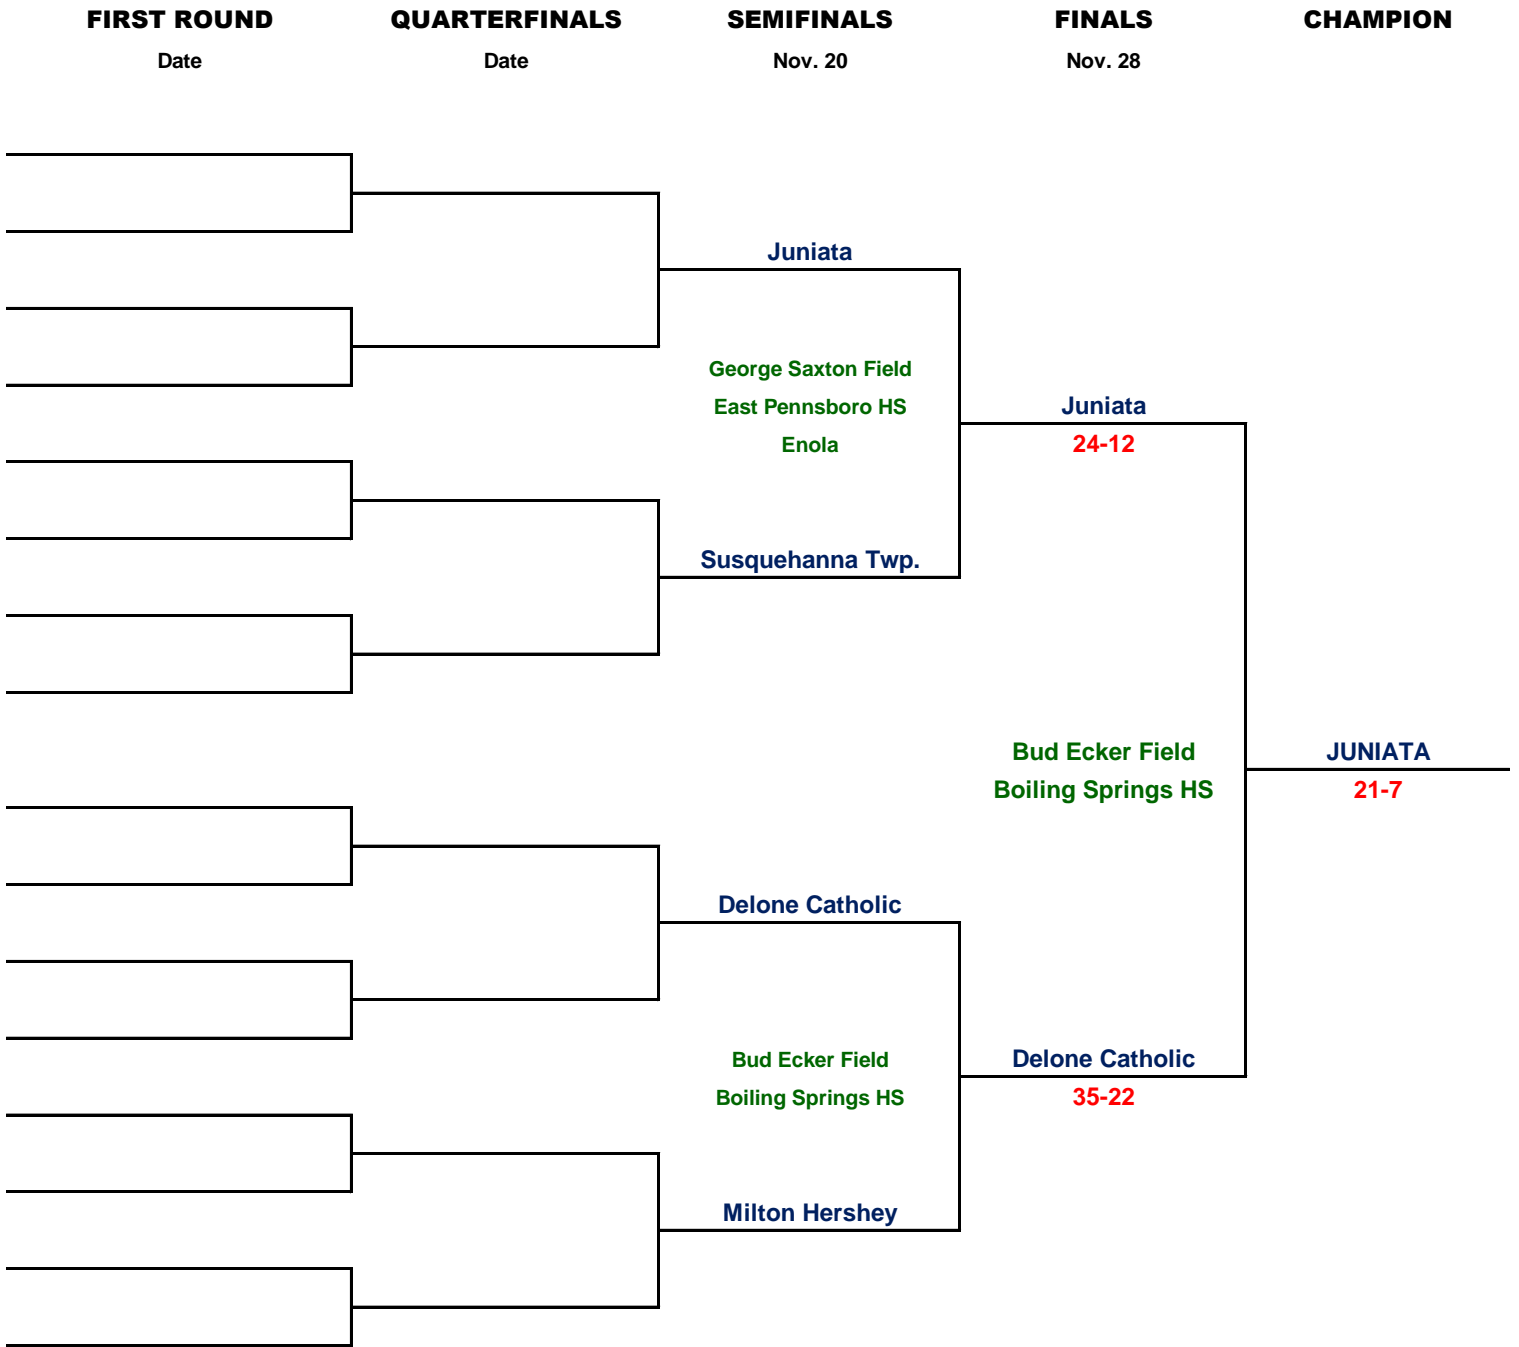 FIRST ROUND
QUARTERFINALS
SEMIFINALS
FINALS
CHAMPION
Date
Date
Nov. 20
Nov. 28
Juniata
George Saxton Field
East Pennsboro HS
Enola
Juniata
24-12
Susquehanna Twp.
Bud Ecker Field
Boiling Springs HS
JUNIATA
21-7
Delone Catholic
Bud Ecker Field
Boiling Springs HS
Delone Catholic
35-22
Milton Hershey